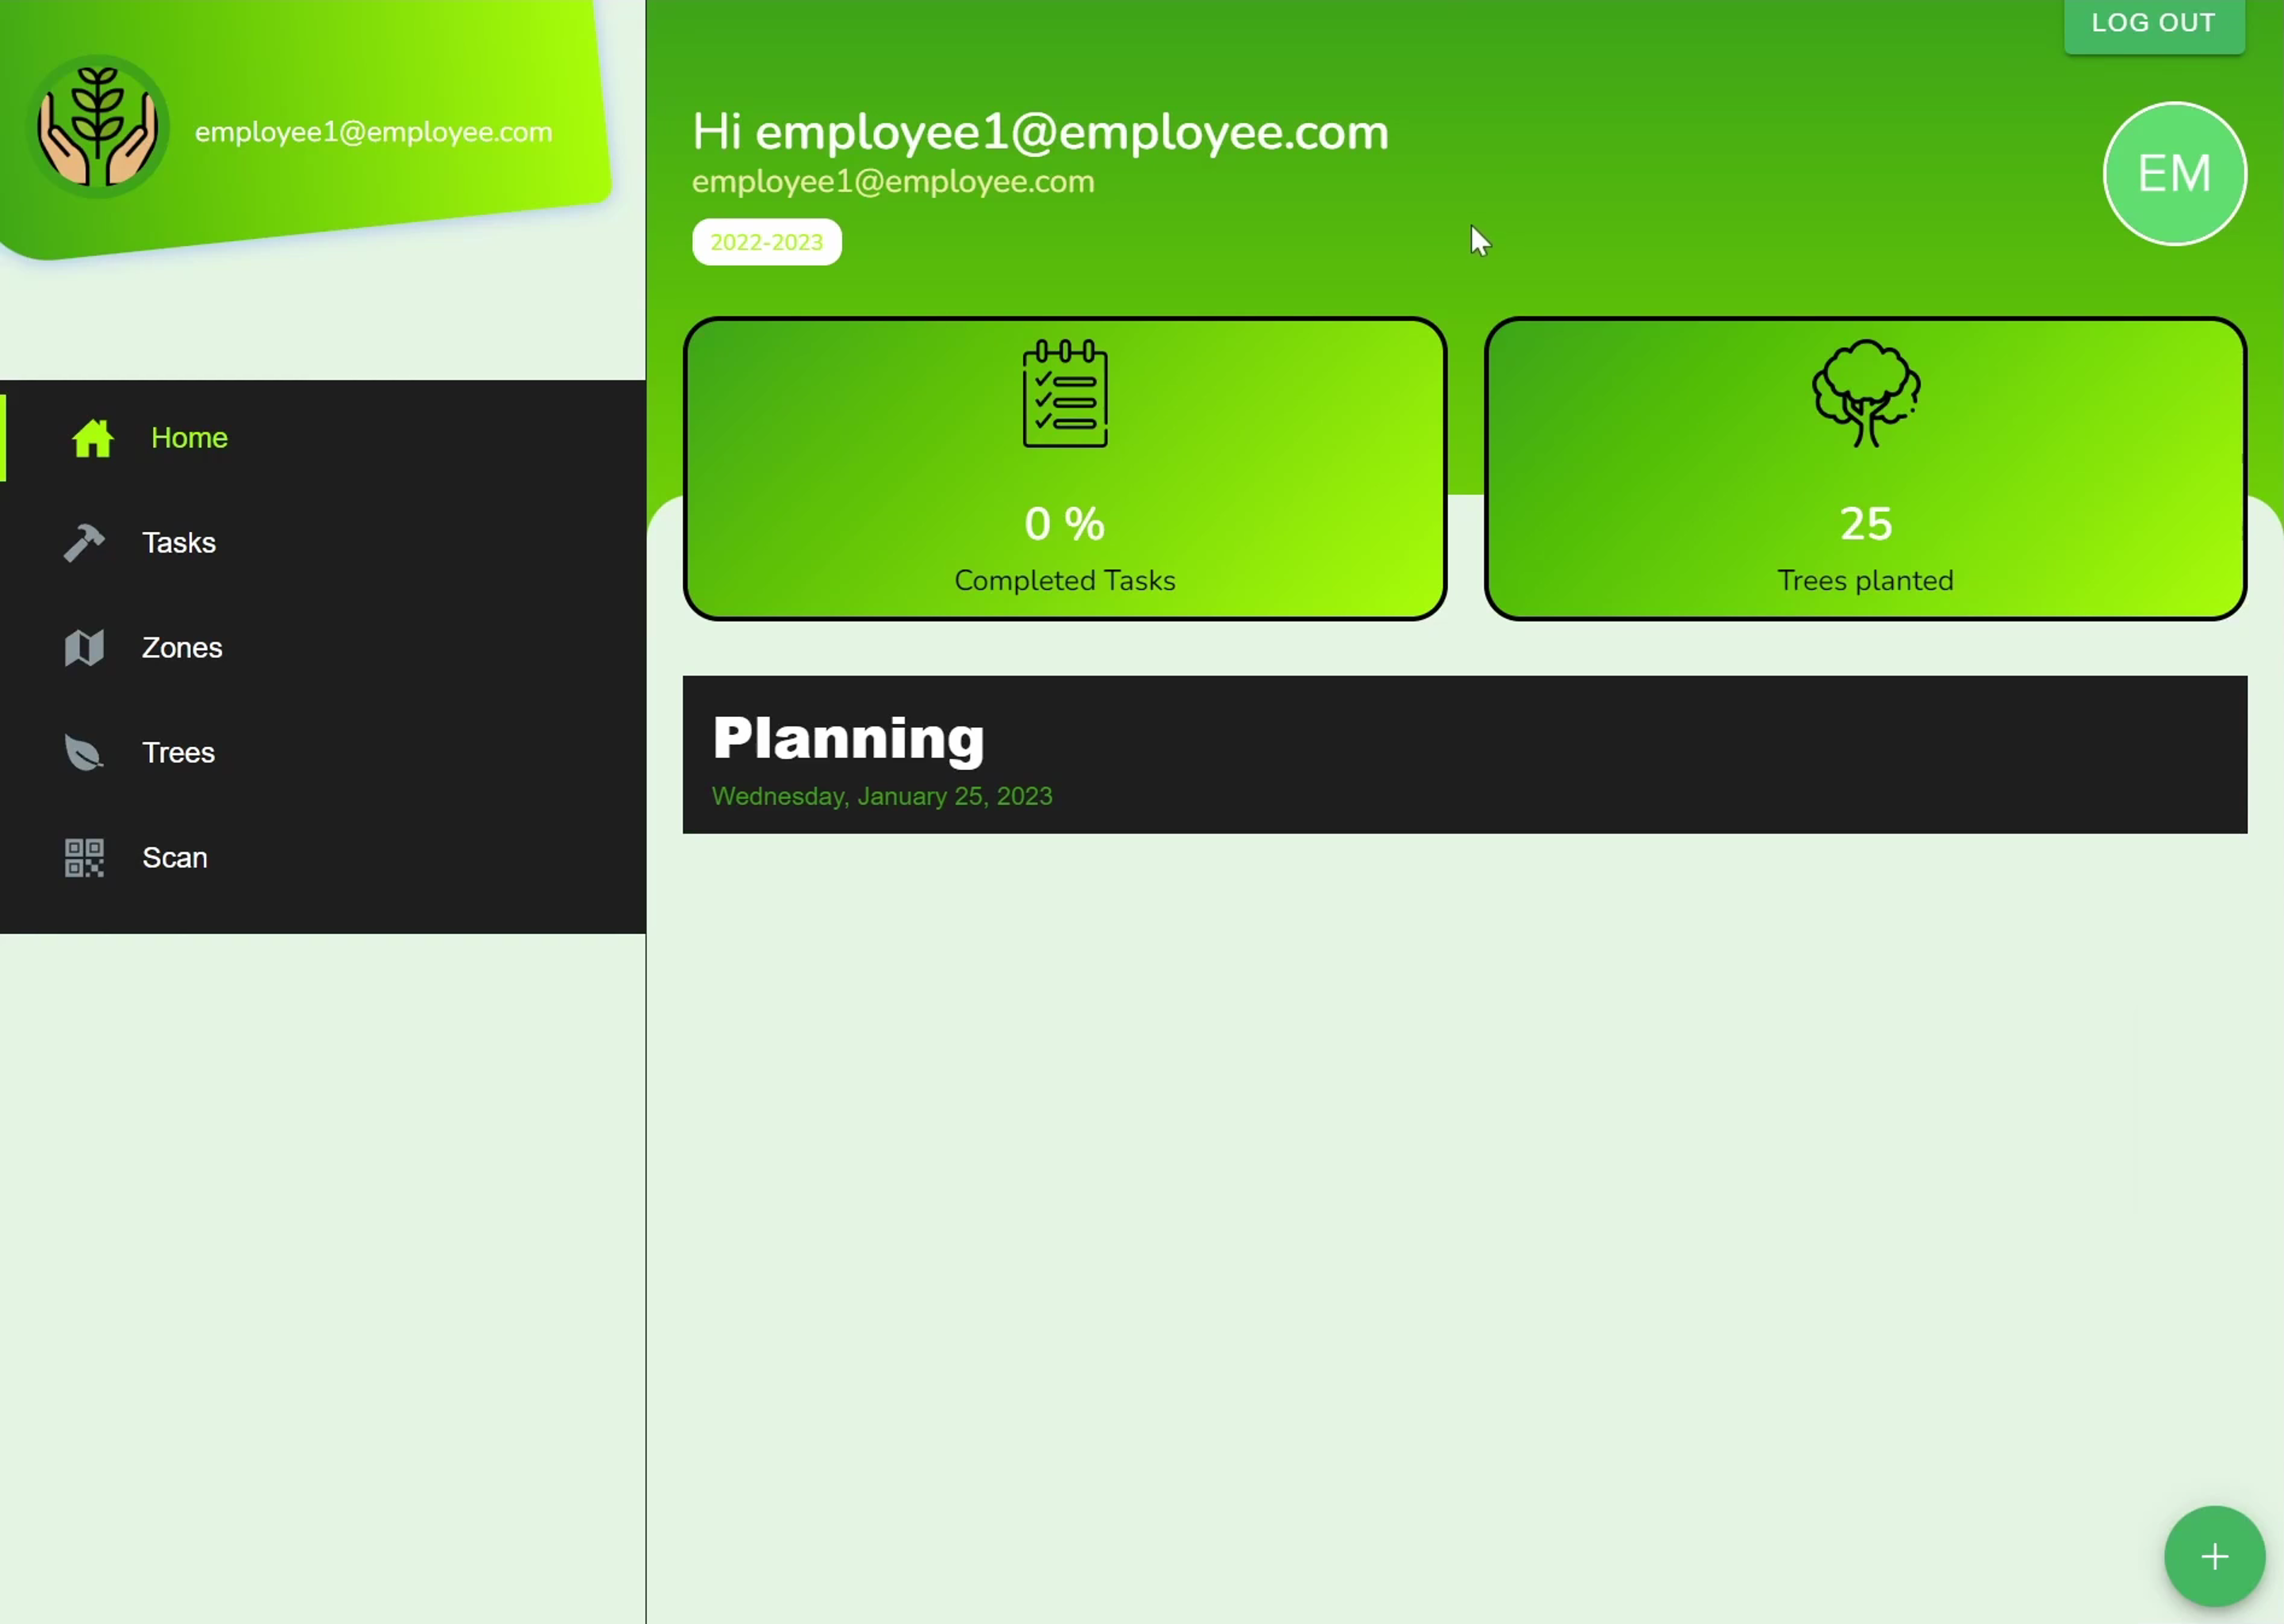 employee1@employee.com
Home
Tasks
Zones
Trees
Scan
LOG OUT
Hi employee1@employee.com
employee1@employee.com
EM
2022-2023
0 %
Completed Tasks
25
Trees planted
Planning
Wednesday, January 25, 2023
+